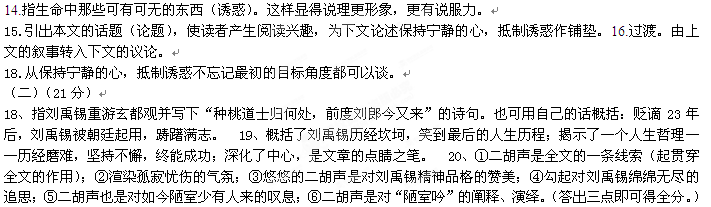 14.指生命中那些可有可无的东西（诱惑）。这样显得说理更形象，更有说服力。
15.引出本文的话题（论题），使读者产生阅读兴趣，为下文论述保持宁静的心，抵制诱惑作铺垫。16.过渡。由上
文的叙事转入下文的议论。
18.从保持宁静的心，抵制诱惑不忘记最初的目标角度都可以谈。
（二）（21 分）
18、指刘禹锡重游玄都观并写下“种桃道士归何处，前度刘郎今又来”的诗句。也可用自己的话概括：贬谪 23 年
后，刘禹锡被朝廷起用，踌躇满志。 19、概括了刘禹锡历经坎坷，笑到最后的人生历程；揭示了一个人生哲理一
一历经磨难，坚持不懈，终能成功；深化了中心，是文章的点睛之笔。 20、①二胡声是全文的一条线索（起贯穿
全文的作用）；②渲染孤寂忧伤的气氛；③悠悠的二胡声是对刘禹锡精神品格的赞美；④勾起对刘禹锡绵绵无尽的
追思；⑤二胡声也是对如今陋室少有人来的叹息；⑥二胡声是对“陋室吟”的阐释、演绎。（答出三点即可得全分。）